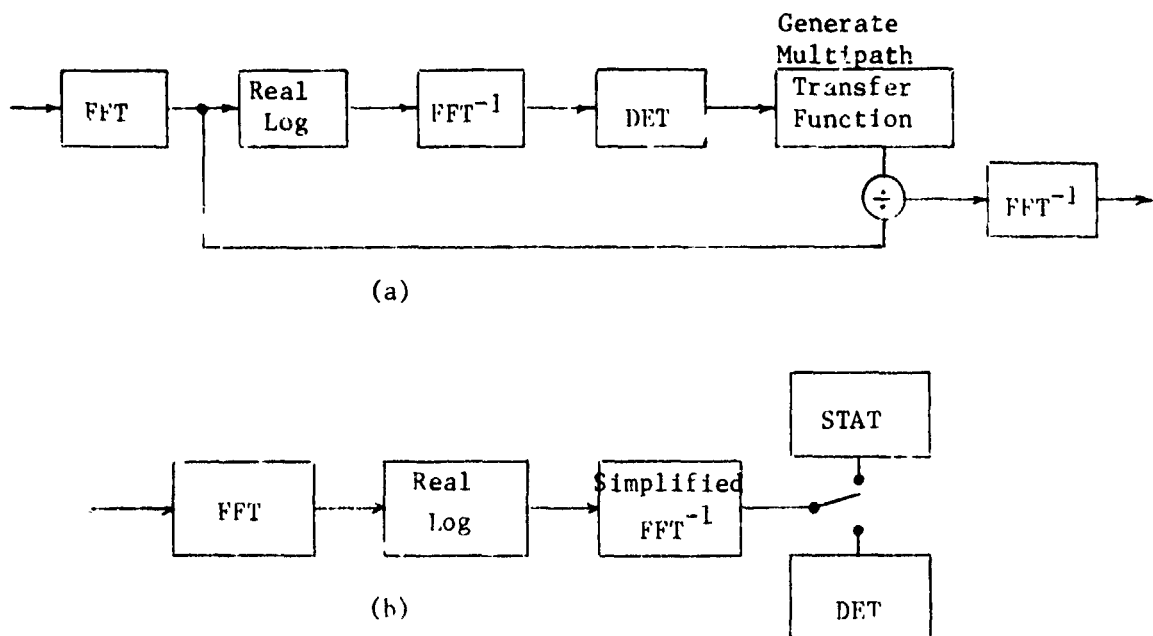 Generate
Multipath
FFT
Real
Log
FFT⁻¹
DET
Transfer
Function
÷
FFT⁻¹
(a)
STAT
FFT
Real
Log
Simplified
FFT⁻¹
DET
(b)